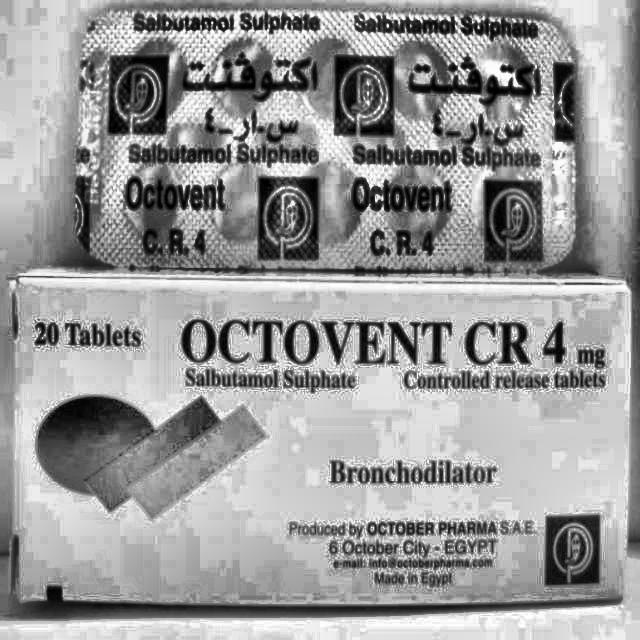 Salbutamol Sulphate Salbutamol Sulphate
اكتوڤنت اكتوڤنت
س.ار_٤ س.ار_٤
Salbutamol Sulphate Salbutamol Sulphate
Octovent Octovent
C. R. 4 C. R. 4
20 Tablets OCTOVENT CR 4 mg
Salbutamol Sulphate Controlled release tablets
Bronchodilator
Produced by OCTOBER PHARMA S.A.E.
6 October City - EGYPT
e-mail: info@octoberpharma.com
Made in Egypt